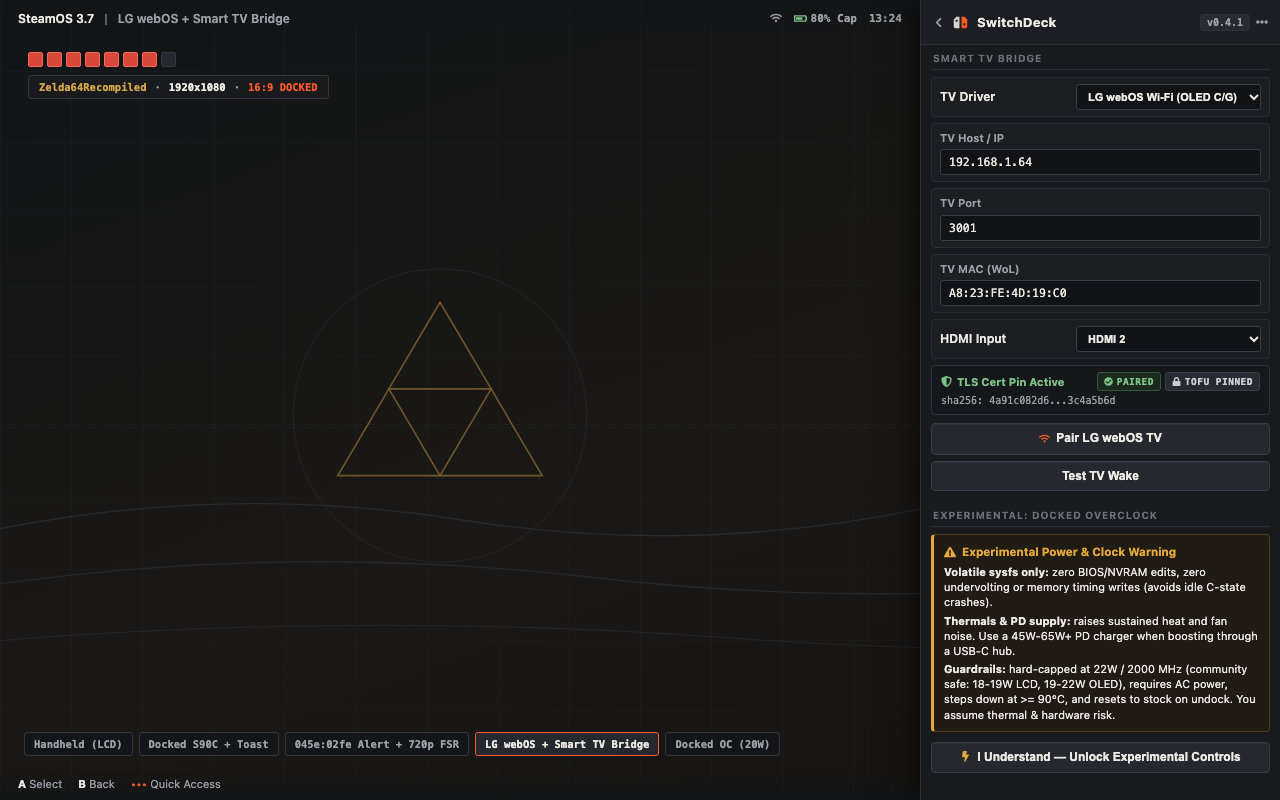 SteamOS 3.7 | LG webOS + Smart TV Bridge
80% Cap 13:24
Zelda64Recompiled · 1920x1080 · 16:9 DOCKED
Handheld (LCD)
Docked S90C + Toast
045e:02fe Alert + 720p FSR
LG webOS + Smart TV Bridge
Docked OC (20W)
A Select B Back ••• Quick Access
SwitchDeck v0.4.1 •••
SMART TV BRIDGE
TV Driver LG webOS Wi-Fi (OLED C/G)
TV Host / IP
192.168.1.64
TV Port
3001
TV MAC (WoL)
A8:23:FE:4D:19:C0
HDMI Input HDMI 2
TLS Cert Pin Active PAIRED TOFU PINNED
sha256: 4a91c082d6...3c4a5b6d
Pair LG webOS TV
Test TV Wake
EXPERIMENTAL: DOCKED OVERCLOCK
Experimental Power & Clock Warning
Volatile sysfs only: zero BIOS/NVRAM edits, zero
undervolting or memory timing writes (avoids idle C-state
crashes).
Thermals & PD supply: raises sustained heat and fan
noise. Use a 45W-65W+ PD charger when boosting through
a USB-C hub.
Guardrails: hard-capped at 22W / 2000 MHz (community
safe: 18-19W LCD, 19-22W OLED), requires AC power,
steps down at >= 90°C, and resets to stock on undock. You
assume thermal & hardware risk.
I Understand — Unlock Experimental Controls